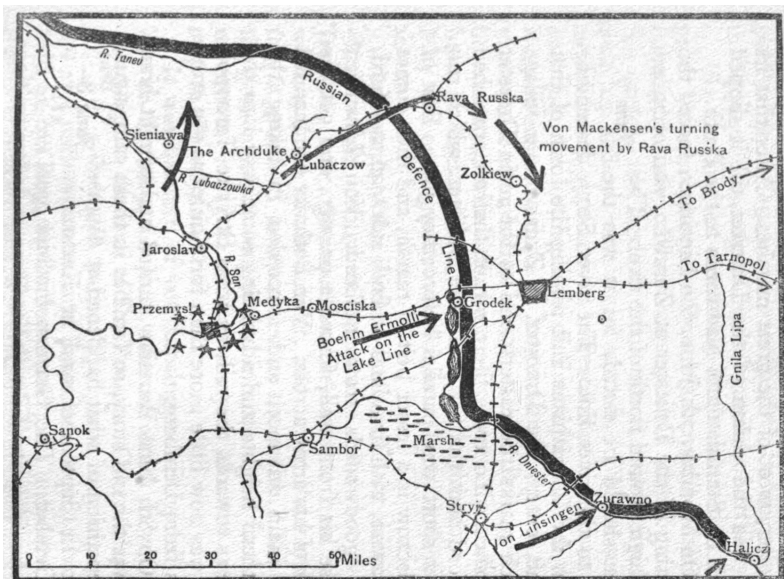 R. Tanev
Russian
Rava Russka
Sieniawa
The Archduke
Lubaczow
Von Mackensen's turning
movement by Rava Russka
R. Lubaczowka
Defence
Zolkiew
To Brody
Jaroslav
R. San
Line
To Tarnopol
Lemberg
Przemysl
Medyka
Mosciska
Grodek
Boehm Ermolli
Attack on the
Lake Line
Gnila Lipa
Sanok
Sambor
Marsh
R. Dniester
Stryj
Zurawno
Von Linsingen
Halicz
0 10 20 30 40 50 Miles